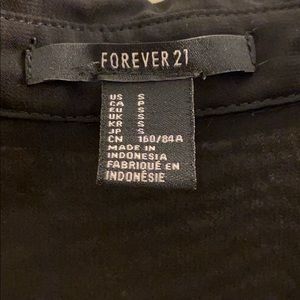 FOREVER 21
US S
CA P
EU S
UK S
KR S
JP S
CN 160/84A
MADE IN
INDONESIA
FABRIQUÉ EN
INDONÉSIE